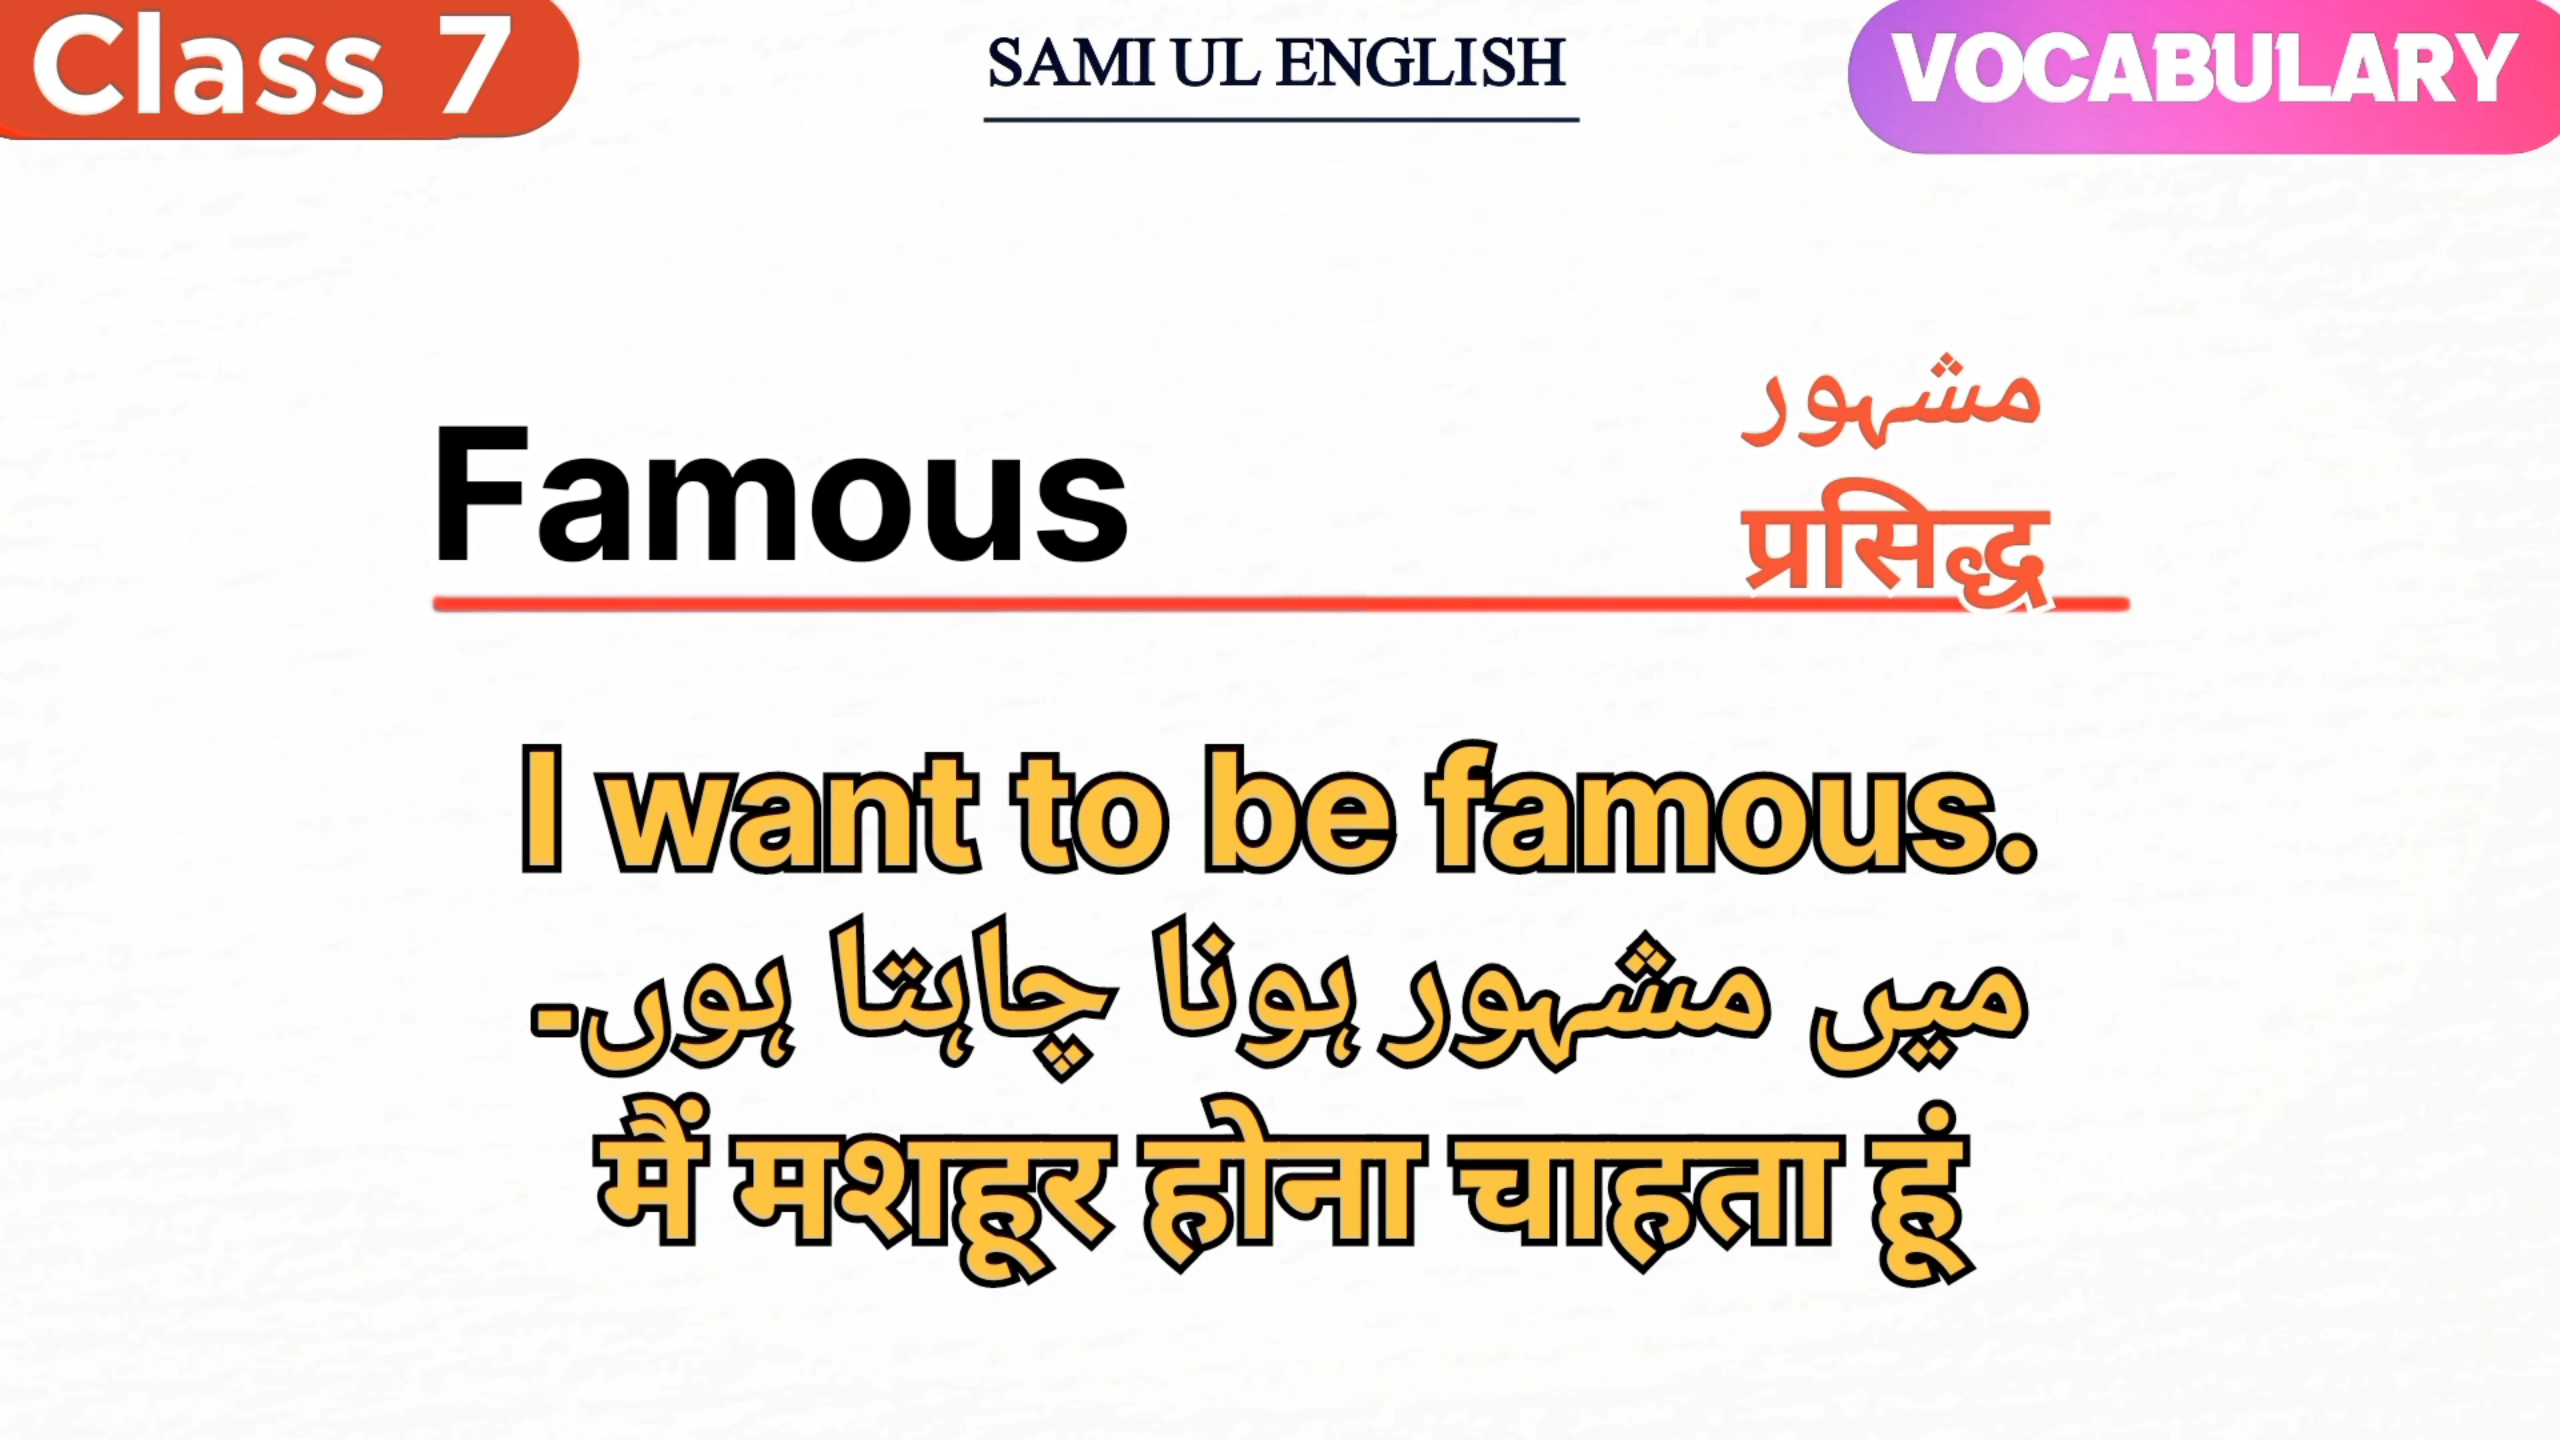 Class 7
SAMI UL ENGLISH
VOCABULARY
مشہور
Famous
प्रसिद्ध
I want to be famous.
میں مشہور ہونا چاہتا ہوں۔
मैं मशहूर होना चाहता हूं